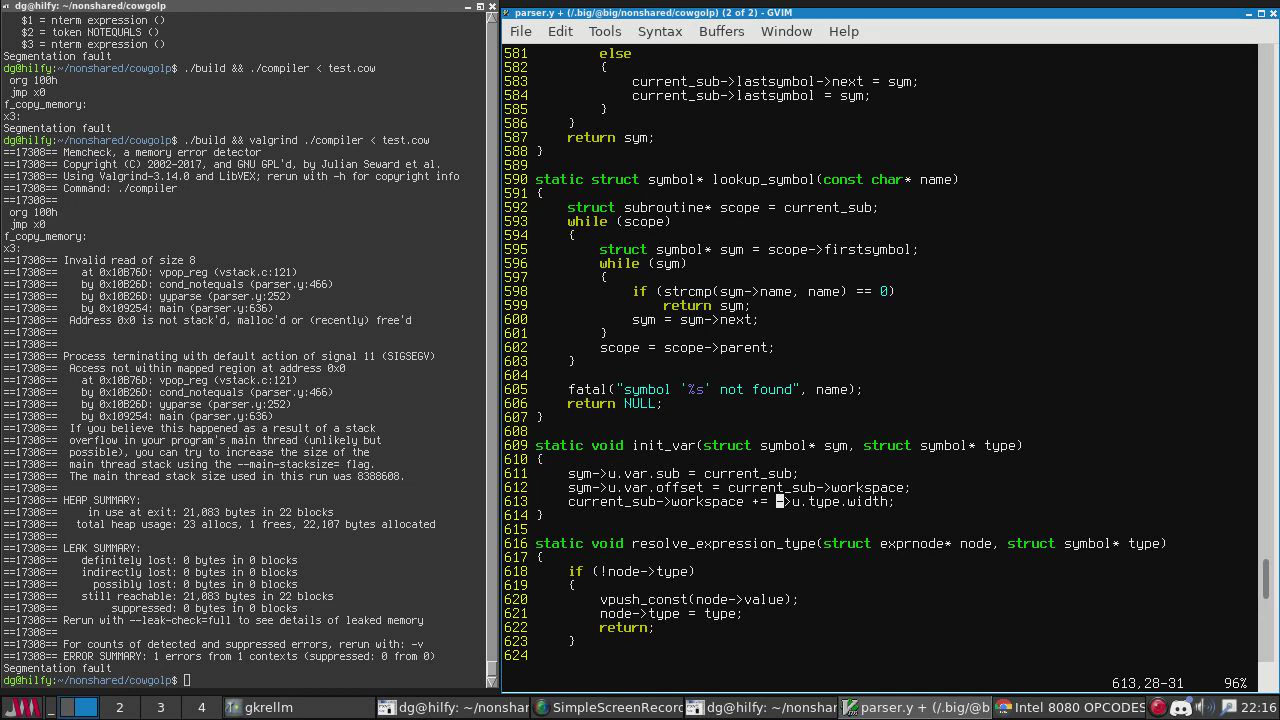 dg@hilfy:~/nonshared/cowgolp
$1 = nterm expression ()
$2 = token NOTEQUALS ()
$3 = nterm expression ()
Segmentation fault
dg@hilfy:~/nonshared/cowgolp$ ./build && ./compiler < test.cow
org 100h
jmp x0
f_copy_memory:
x3:
Segmentation fault
dg@hilfy:~/nonshared/cowgolp$ ./build && valgrind ./compiler < test.cow
==17308== Memcheck, a memory error detector
==17308== Copyright (C) 2002-2017, and GNU GPL'd, by Julian Seward et al.
==17308== Using Valgrind-3.14.0 and LibVEX; rerun with -h for copyright info
==17308== Command: ./compiler
==17308==
org 100h
jmp x0
f_copy_memory:
x3:
==17308== Invalid read of size 8
==17308==    at 0x10B76D: vpop_reg (vstack.c:121)
==17308==    by 0x10B26D: cond_notequals (parser.y:466)
==17308==    by 0x10B26D: yyparse (parser.y:252)
==17308==    by 0x109254: main (parser.y:636)
==17308==  Address 0x0 is not stack'd, malloc'd or (recently) free'd
==17308==
==17308==
==17308== Process terminating with default action of signal 11 (SIGSEGV)
==17308==  Access not within mapped region at address 0x0
==17308==    at 0x10B76D: vpop_reg (vstack.c:121)
==17308==    by 0x10B26D: cond_notequals (parser.y:466)
==17308==    by 0x10B26D: yyparse (parser.y:252)
==17308==    by 0x109254: main (parser.y:636)
==17308==  If you believe this happened as a result of a stack
==17308==  overflow in your program's main thread (unlikely but
==17308==  possible), you can try to increase the size of the
==17308==  main thread stack using the --main-stacksize= flag.
==17308==  The main thread stack size used in this run was 8388608.
==17308==
==17308== HEAP SUMMARY:
==17308==     in use at exit: 21,083 bytes in 22 blocks
==17308==   total heap usage: 23 allocs, 1 frees, 22,107 bytes allocated
==17308==
==17308== LEAK SUMMARY:
==17308==    definitely lost: 0 bytes in 0 blocks
==17308==    indirectly lost: 0 bytes in 0 blocks
==17308==      possibly lost: 0 bytes in 0 blocks
==17308==    still reachable: 21,083 bytes in 22 blocks
==17308==         suppressed: 0 bytes in 0 blocks
==17308== Rerun with --leak-check=full to see details of leaked memory
==17308==
==17308== For counts of detected and suppressed errors, rerun with: -v
==17308== ERROR SUMMARY: 1 errors from 1 contexts (suppressed: 0 from 0)
Segmentation fault
dg@hilfy:~/nonshared/cowgolp$
parser.y + (/.big/@big/nonshared/cowgolp) (2 of 2) - GVIM
File Edit Tools Syntax Buffers Window Help
581         else
582         {
583             current_sub->lastsymbol->next = sym;
584             current_sub->lastsymbol = sym;
585         }
586     }
587     return sym;
588 }
589
590 static struct symbol* lookup_symbol(const char* name)
591 {
592     struct subroutine* scope = current_sub;
593     while (scope)
594     {
595         struct symbol* sym = scope->firstsymbol;
596         while (sym)
597         {
598             if (strcmp(sym->name, name) == 0)
599                 return sym;
600             sym = sym->next;
601         }
602         scope = scope->parent;
603     }
604
605     fatal("symbol '%s' not found", name);
606     return NULL;
607 }
608
609 static void init_var(struct symbol* sym, struct symbol* type)
610 {
611     sym->u.var.sub = current_sub;
612     sym->u.var.offset = current_sub->workspace;
613     current_sub->workspace += ->u.type.width;
614 }
615
616 static void resolve_expression_type(struct exprnode* node, struct symbol* type)
617 {
618     if (!node->type)
619     {
620         vpush_const(node->value);
621         node->type = type;
622         return;
623     }
624
613,28-31 96%
2 3 4 gkrellm dg@hilfy: ~/nonshar SimpleScreenRecor dg@hilfy: ~/nonshar parser.y + (/.big/@b Intel 8080 OPCODES 22:16